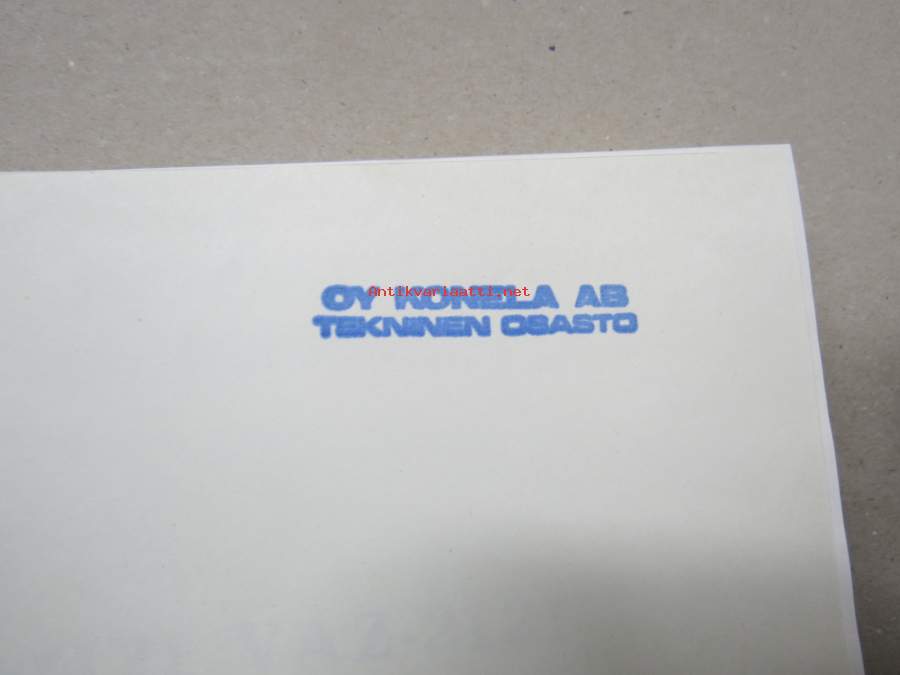 OY KONELA AB
Antikvariaatti.net
TEKNINEN OSASTO